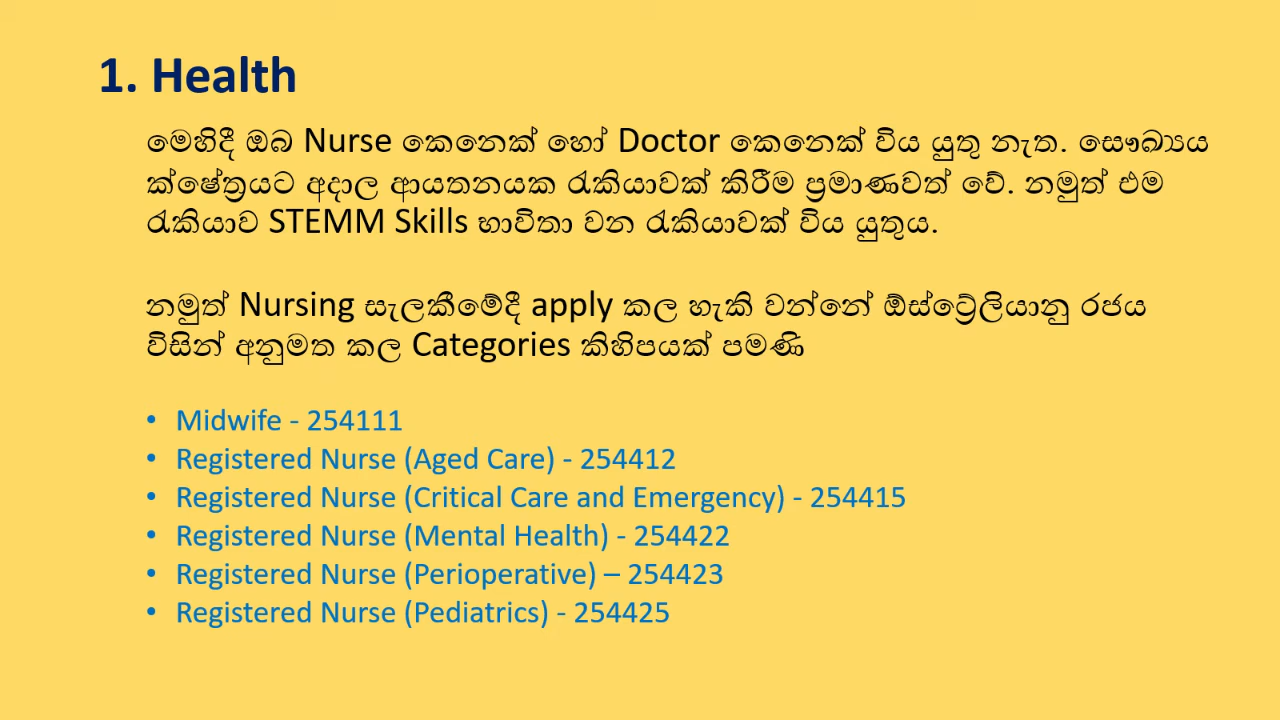 1. Health
මෙහිදී ඔබ Nurse කෙනෙක් හෝ Doctor කෙනෙක් විය යුතු නැත. සෞඛ්‍යය
ක්ෂේත්‍රයට අදාල ආයතනයක රැකියාවක් කිරීම ප්‍රමාණවත් වේ. නමුත් එම
රැකියාව STEMM Skills භාවිතා වන රැකියාවක් විය යුතුය.
නමුත් Nursing සැලකීමේදී apply කල හැකි වන්නේ ඕස්ට්‍රේලියානු රජය
විසින් අනුමත කල Categories කිහිපයක් පමණි
• Midwife - 254111
• Registered Nurse (Aged Care) - 254412
• Registered Nurse (Critical Care and Emergency) - 254415
• Registered Nurse (Mental Health) - 254422
• Registered Nurse (Perioperative) – 254423
• Registered Nurse (Pediatrics) - 254425